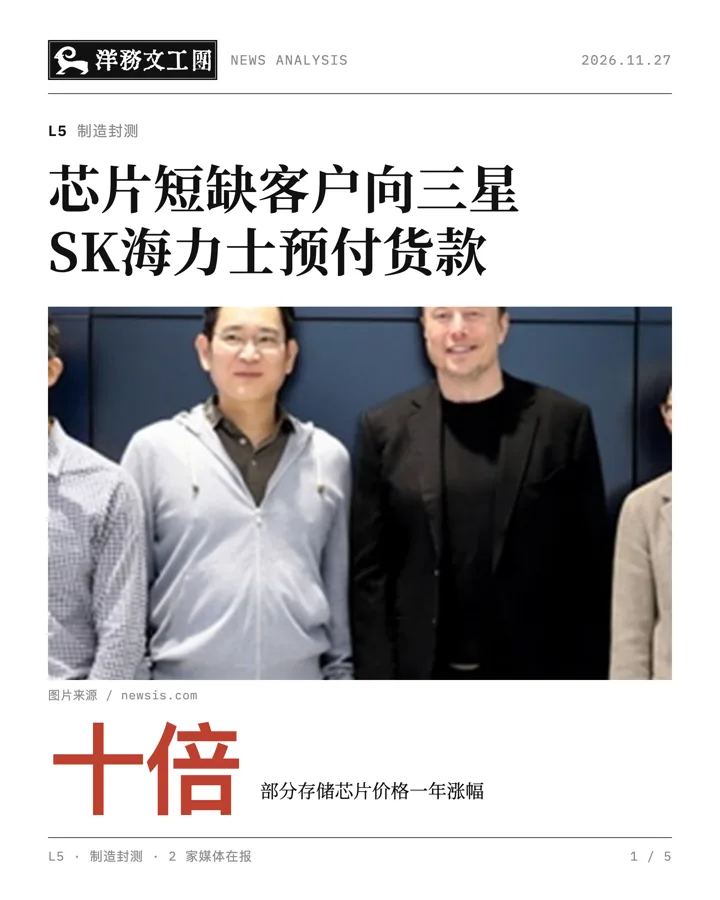 洋務文工團 NEWS ANALYSIS 2026.11.27
L5 制造封测
芯片短缺客户向三星
SK海力士预付货款
图片来源 / newsis.com
十倍 部分存储芯片价格一年涨幅
L5 · 制造封测 · 2 家媒体在报 1 / 5